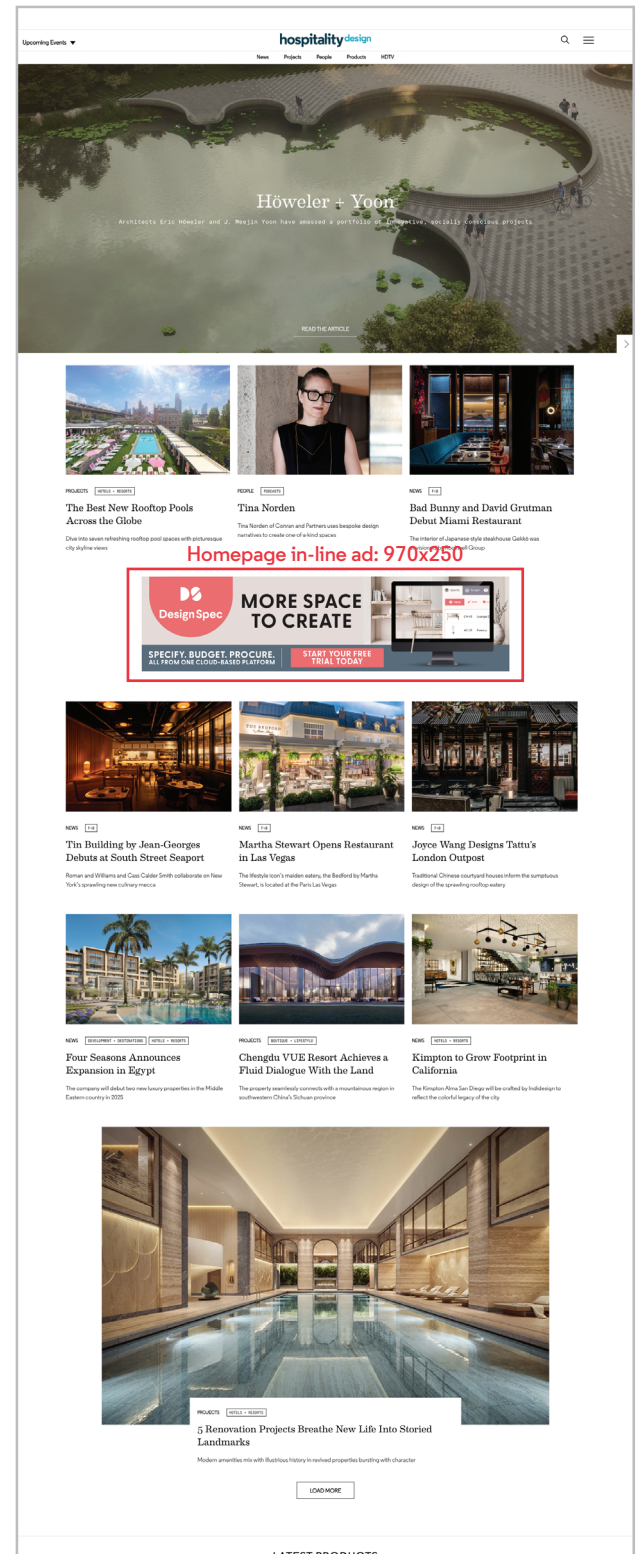 Upcoming Events
hospitality design
News Projects People Products HDTV
Höweler + Yoon
Architects Eric Höweler and J. Meejin Yoon have amassed a portfolio of innovative, socially conscious projects
READ THE ARTICLE
PROJECTS HOTELS + RESORTS
The Best New Rooftop Pools
Across the Globe
Dive into seven refreshing rooftop pool spaces with picturesque
city skyline views
PEOPLE PODCASTS
Tina Norden
Tina Norden of Conran and Partners uses bespoke design
narratives to create one-of-a-kind spaces
NEWS F+B
Bad Bunny and David Grutman
Debut Miami Restaurant
The interior of Japanese-style steakhouse Gekkō was
Group
Homepage in-line ad: 970x250
DesignSpec
MORE SPACE
TO CREATE
SPECIFY. BUDGET. PROCURE.
ALL FROM ONE CLOUD-BASED PLATFORM
START YOUR FREE
TRIAL TODAY
THE BEDFORD
NEWS F+B
Tin Building by Jean-Georges
Debuts at South Street Seaport
Roman and Williams and Cass Calder Smith collaborate on New
York's sprawling new culinary mecca
NEWS F+B
Martha Stewart Opens Restaurant
in Las Vegas
The lifestyle icon's maiden eatery, the Bedford by Martha
Stewart, is located at the Paris Las Vegas
NEWS F+B
Joyce Wang Designs Tattu's
London Outpost
Traditional Chinese courtyard houses inform the sumptuous
design of the sprawling rooftop eatery
NEWS DEVELOPMENT + DESTINATIONS HOTELS + RESORTS
Four Seasons Announces
Expansion in Egypt
The company will debut two new luxury properties in the Middle
Eastern country in 2025
PROJECTS BOUTIQUE + LIFESTYLE
Chengdu VUE Resort Achieves a
Fluid Dialogue With the Land
The property seamlessly connects with a mountainous region in
southwestern China's Sichuan province
NEWS HOTELS + RESORTS
Kimpton to Grow Footprint in
California
The Kimpton Alma San Diego will be crafted by Indidesign to
reflect the colorful legacy of the city
PROJECTS HOTELS + RESORTS
5 Renovation Projects Breathe New Life Into Storied
Landmarks
Modern amenities mix with illustrious history in revived properties bursting with character
LOAD MORE
LATEST PRODUCTS